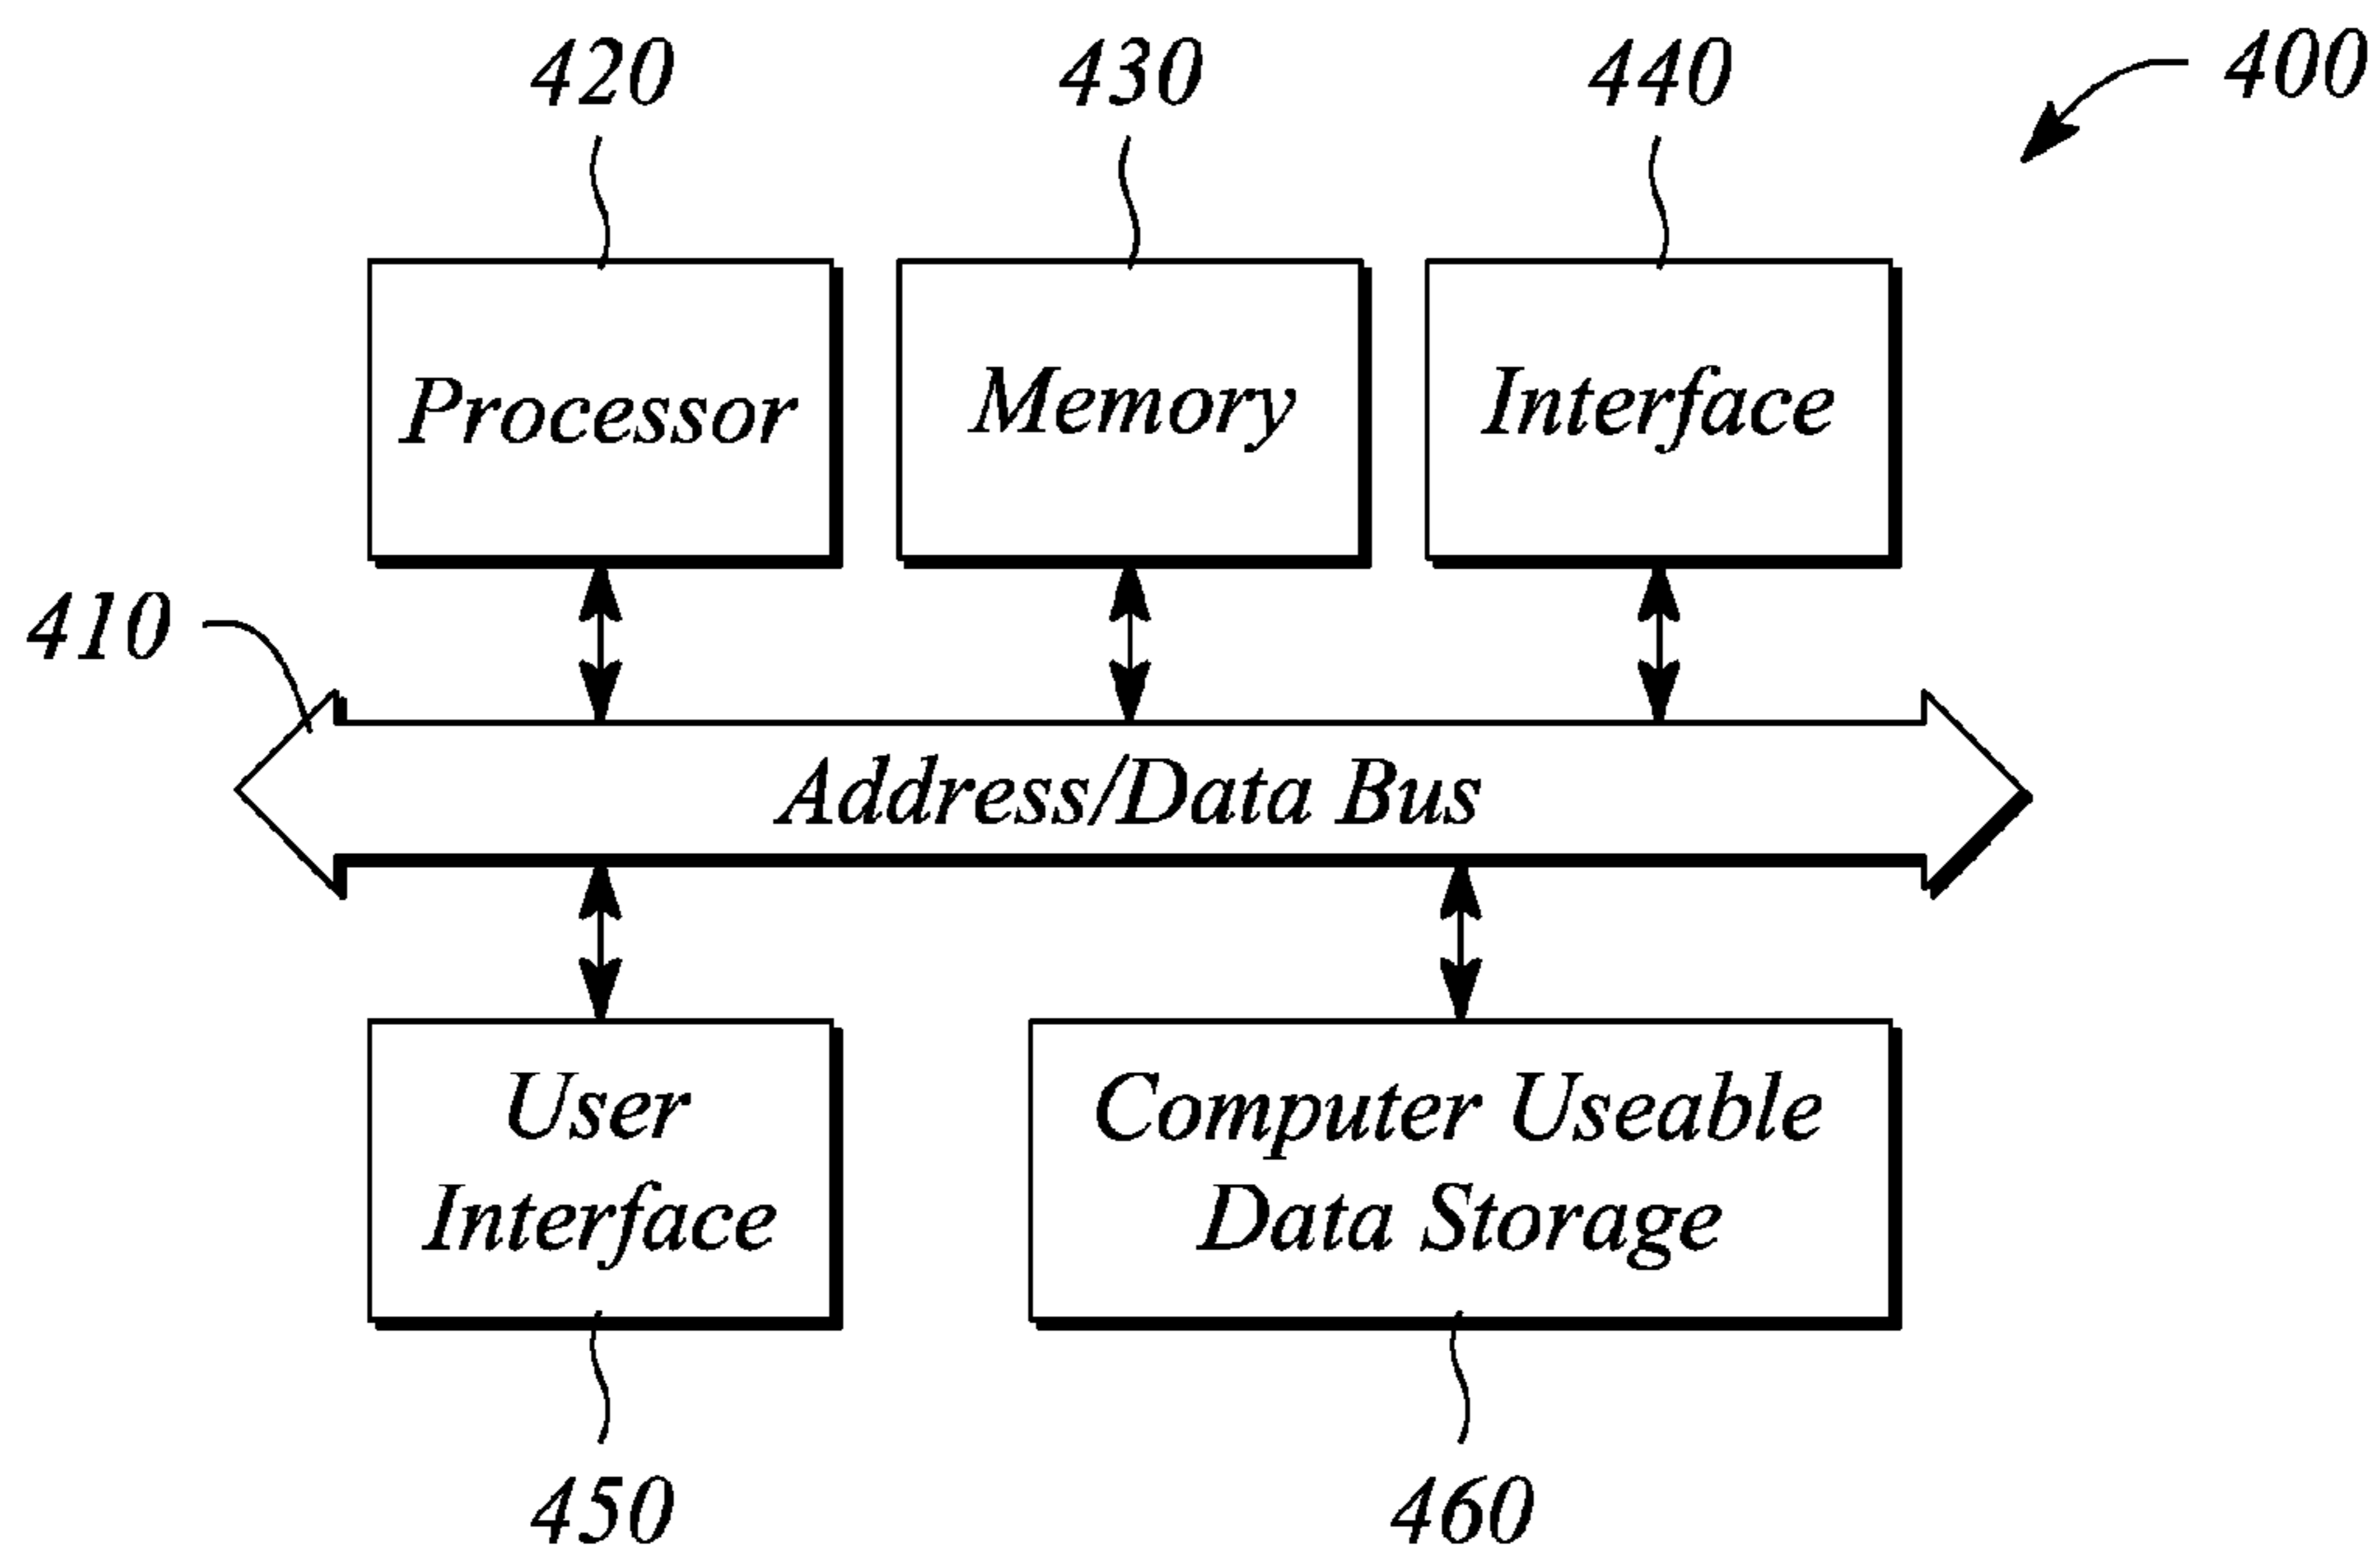 420
430
440
400
Processor
Memory
Interface
410
Address/Data Bus
User
Interface
Computer Useable
Data Storage
450
460